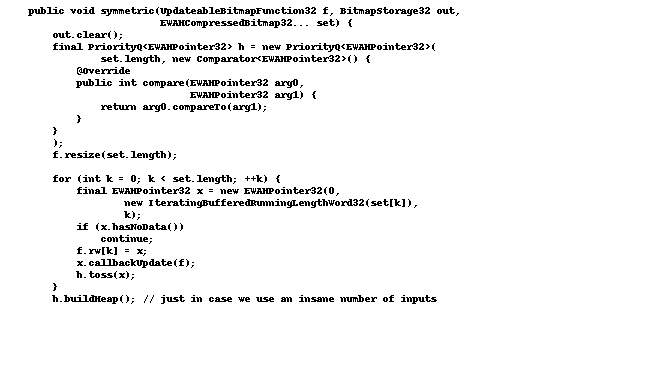 public void symmetric(UpdateableBitmapFunction32 f, BitmapStorage32 out,
EWAHCompressedBitmap32... set) {
out.clear();
final PriorityQ<EWAHPointer32> h = new PriorityQ<EWAHPointer32>(
set.length, new Comparator<EWAHPointer32>() {
@Override
public int compare(EWAHPointer32 arg0,
EWAHPointer32 arg1) {
return arg0.compareTo(arg1);
}
}
);
f.resize(set.length);
for (int k = 0; k < set.length; ++k) {
final EWAHPointer32 x = new EWAHPointer32(0,
new IteratingBufferedRunningLengthWord32(set[k]),
k);
if (x.hasNoData())
continue;
f.rw[k] = x;
x.callbackUpdate(f);
h.toss(x);
}
h.buildHeap(); // just in case we use an insane number of inputs